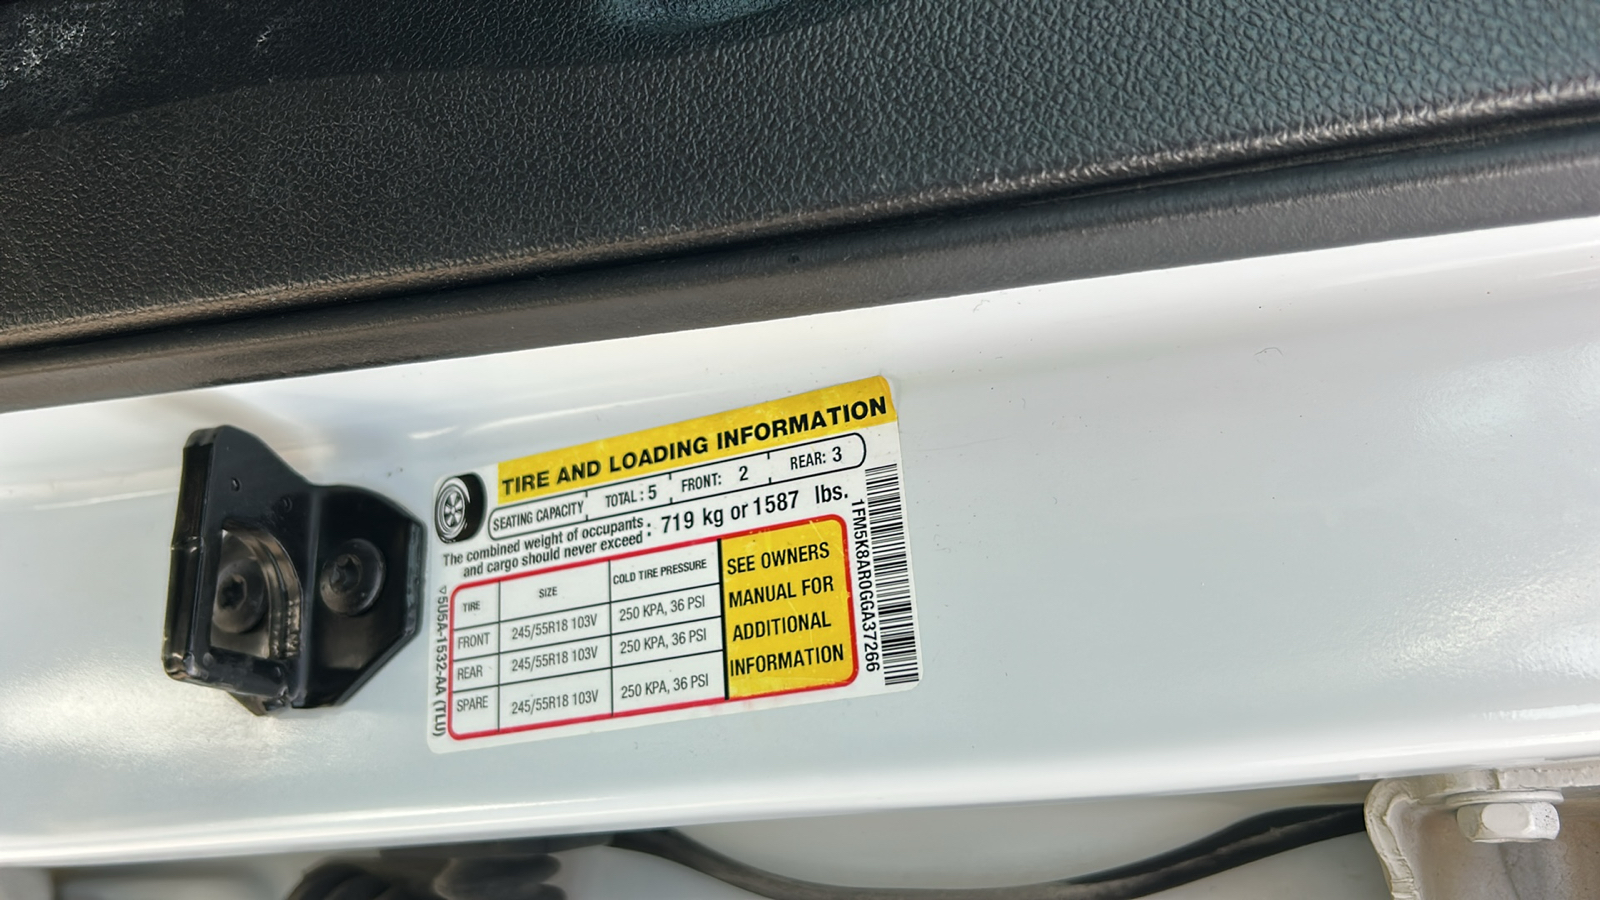 TIRE AND LOADING INFORMATION
SEATING CAPACITY TOTAL: 5 FRONT: 2 REAR: 3
The combined weight of occupants and cargo should never exceed : 719 kg or 1587 lbs.
TIRE SIZE COLD TIRE PRESSURE
FRONT 245/55R18 103V 250 KPA, 36 PSI
REAR 245/55R18 103V 250 KPA, 36 PSI
SPARE 245/55R18 103V 250 KPA, 36 PSI
SEE OWNERS
MANUAL FOR
ADDITIONAL
INFORMATION
5U5A-1532-AA (TLU)
1FM5K8AR0GGA37266